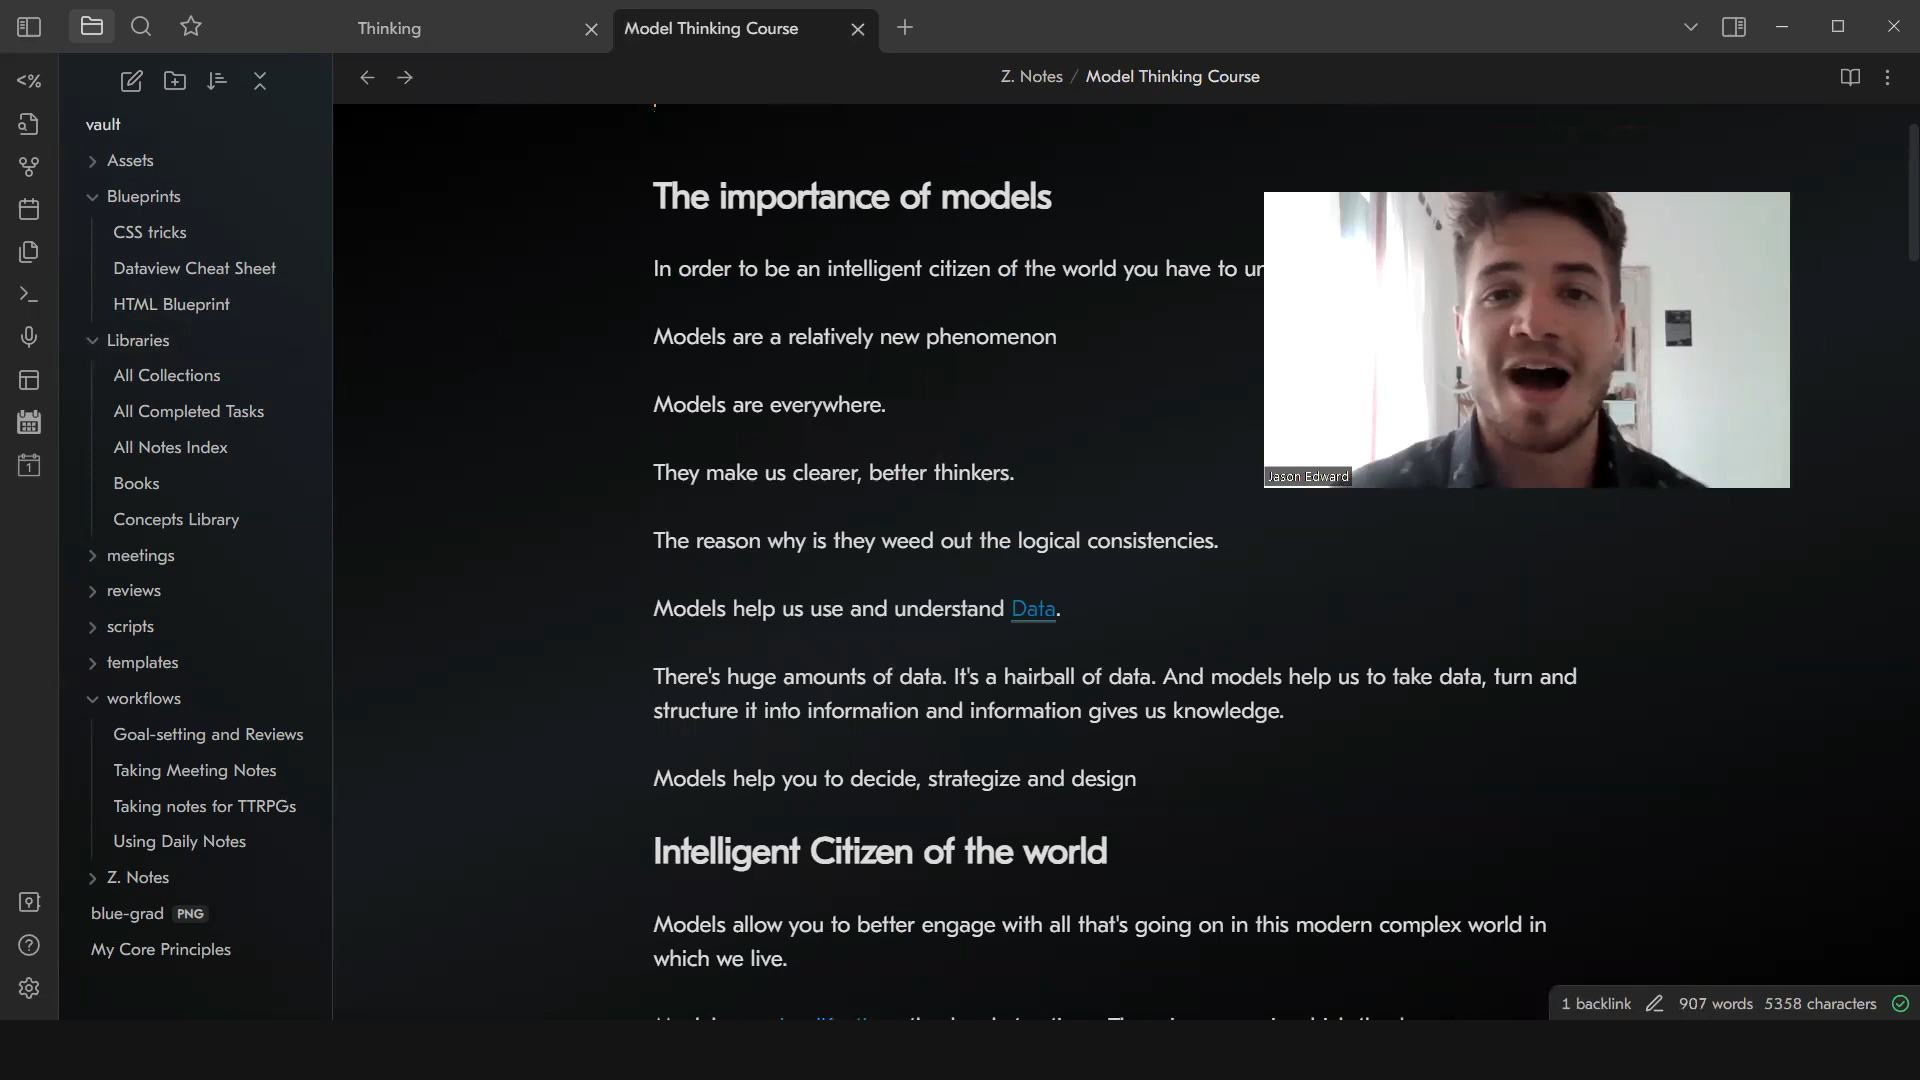 Thinking
Model Thinking Course
Z. Notes / Model Thinking Course
vault
Assets
Blueprints
CSS tricks
Dataview Cheat Sheet
HTML Blueprint
Libraries
All Collections
All Completed Tasks
All Notes Index
Books
Concepts Library
meetings
reviews
scripts
templates
workflows
Goal-setting and Reviews
Taking Meeting Notes
Taking notes for TTRPGs
Using Daily Notes
Z. Notes
blue-grad PNG
My Core Principles
1
The importance of models
In order to be an intelligent citizen of the world you have to
Models are a relatively new phenomenon
Models are everywhere.
They make us clearer, better thinkers.
The reason why is they weed out the logical consistencies.
Models help us use and understand Data.
There's huge amounts of data. It's a hairball of data. And models help us to take data, turn and
structure it into information and information gives us knowledge.
Models help you to decide, strategize and design
Intelligent Citizen of the world
Models allow you to better engage with all that's going on in this modern complex world in
which we live.
Jason Edward
1 backlink 907 words 5358 characters